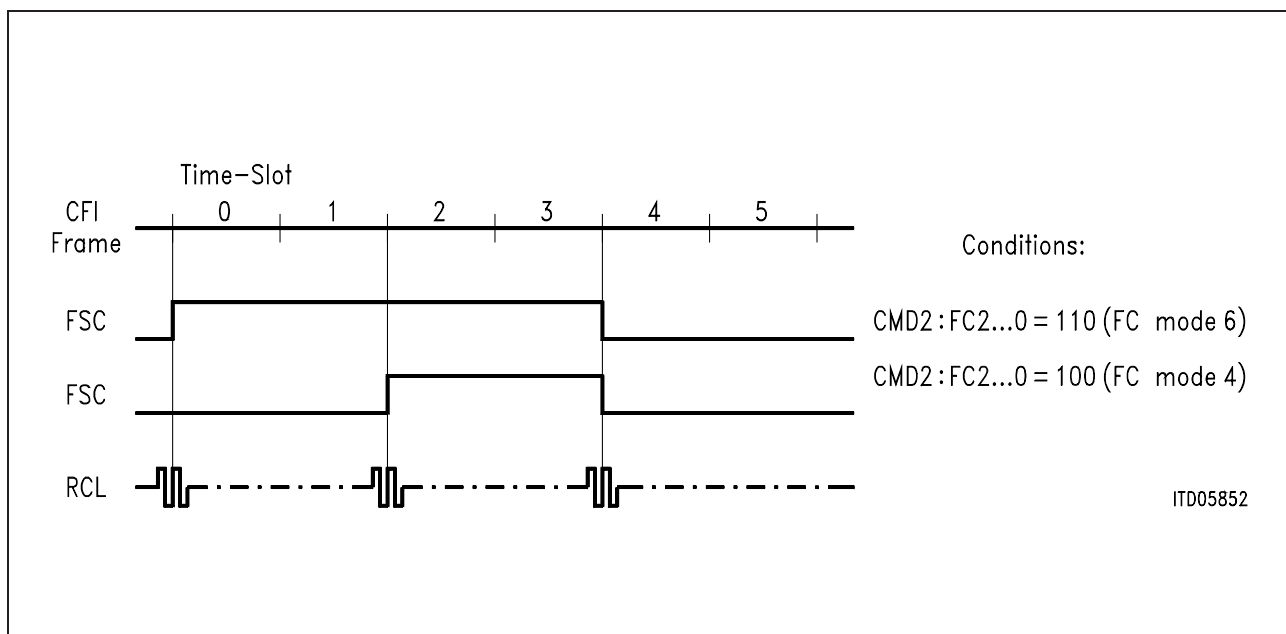 Time-Slot
CFI 0 1 2 3 4 5
Frame
Conditions:
FSC CMD2:FC2...0 = 110 (FC mode 6)
FSC CMD2:FC2...0 = 100 (FC mode 4)
RCL
ITD05852